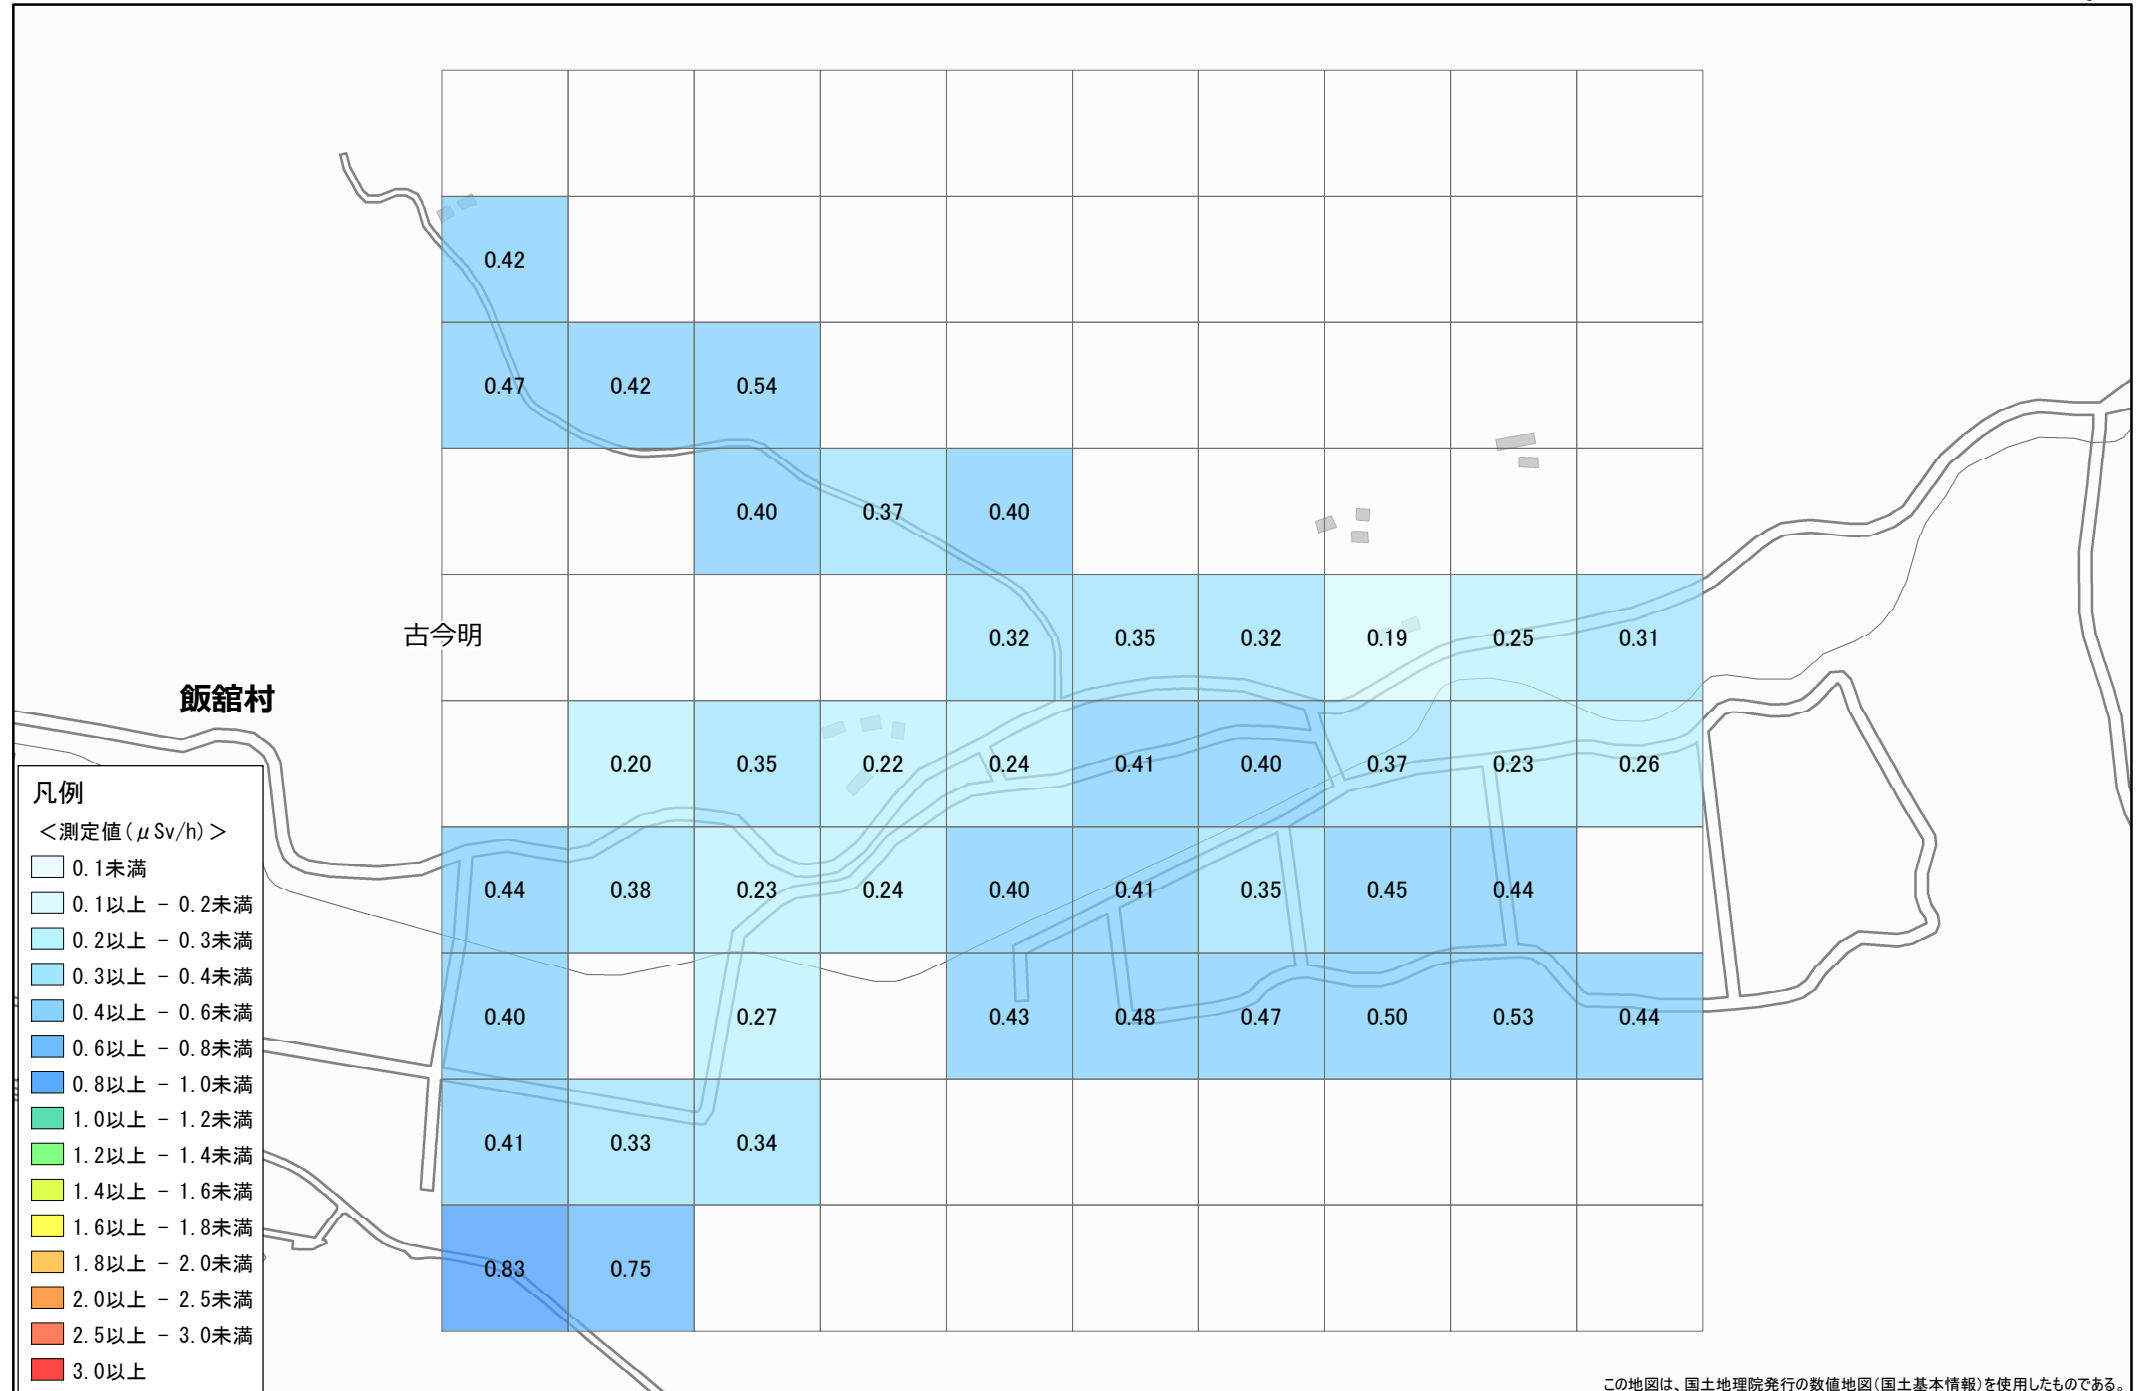 0.42
0.47 0.42 0.54
0.40 0.37 0.40
古今明
0.32 0.35 0.32 0.19 0.25 0.31
飯舘村
0.20 0.35 0.22 0.24 0.41 0.40 0.37 0.23 0.26
0.44 0.38 0.23 0.24 0.40 0.41 0.35 0.45 0.44
0.40 0.27 0.43 0.48 0.47 0.50 0.53 0.44
0.41 0.33 0.34
0.83 0.75
凡例
＜測定値(μSv/h)＞
0.1未満
0.1以上 － 0.2未満
0.2以上 － 0.3未満
0.3以上 － 0.4未満
0.4以上 － 0.6未満
0.6以上 － 0.8未満
0.8以上 － 1.0未満
1.0以上 － 1.2未満
1.2以上 － 1.4未満
1.4以上 － 1.6未満
1.6以上 － 1.8未満
1.8以上 － 2.0未満
2.0以上 － 2.5未満
2.5以上 － 3.0未満
3.0以上
この地図は、国土地理院発行の数値地図(国土基本情報)を使用したものである。